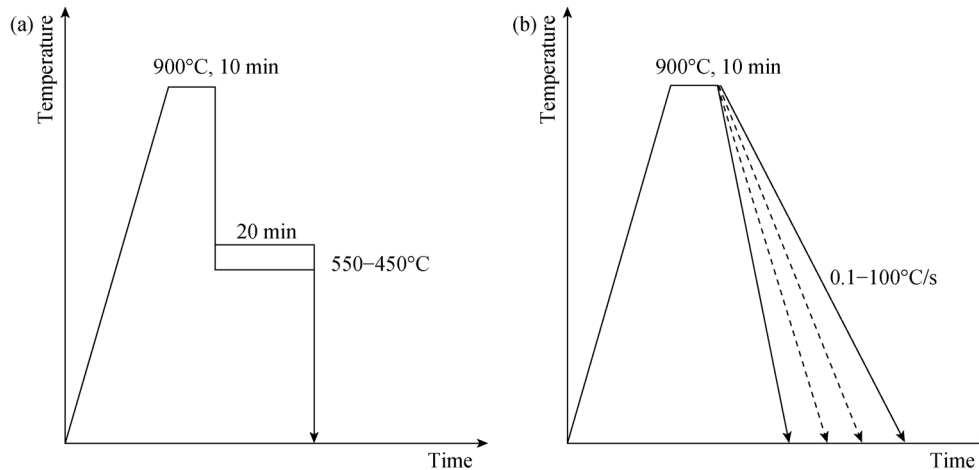 (a)
Temperature
900°C, 10 min
20 min
550−450°C
Time
(b)
Temperature
900°C, 10 min
0.1−100°C/s
Time